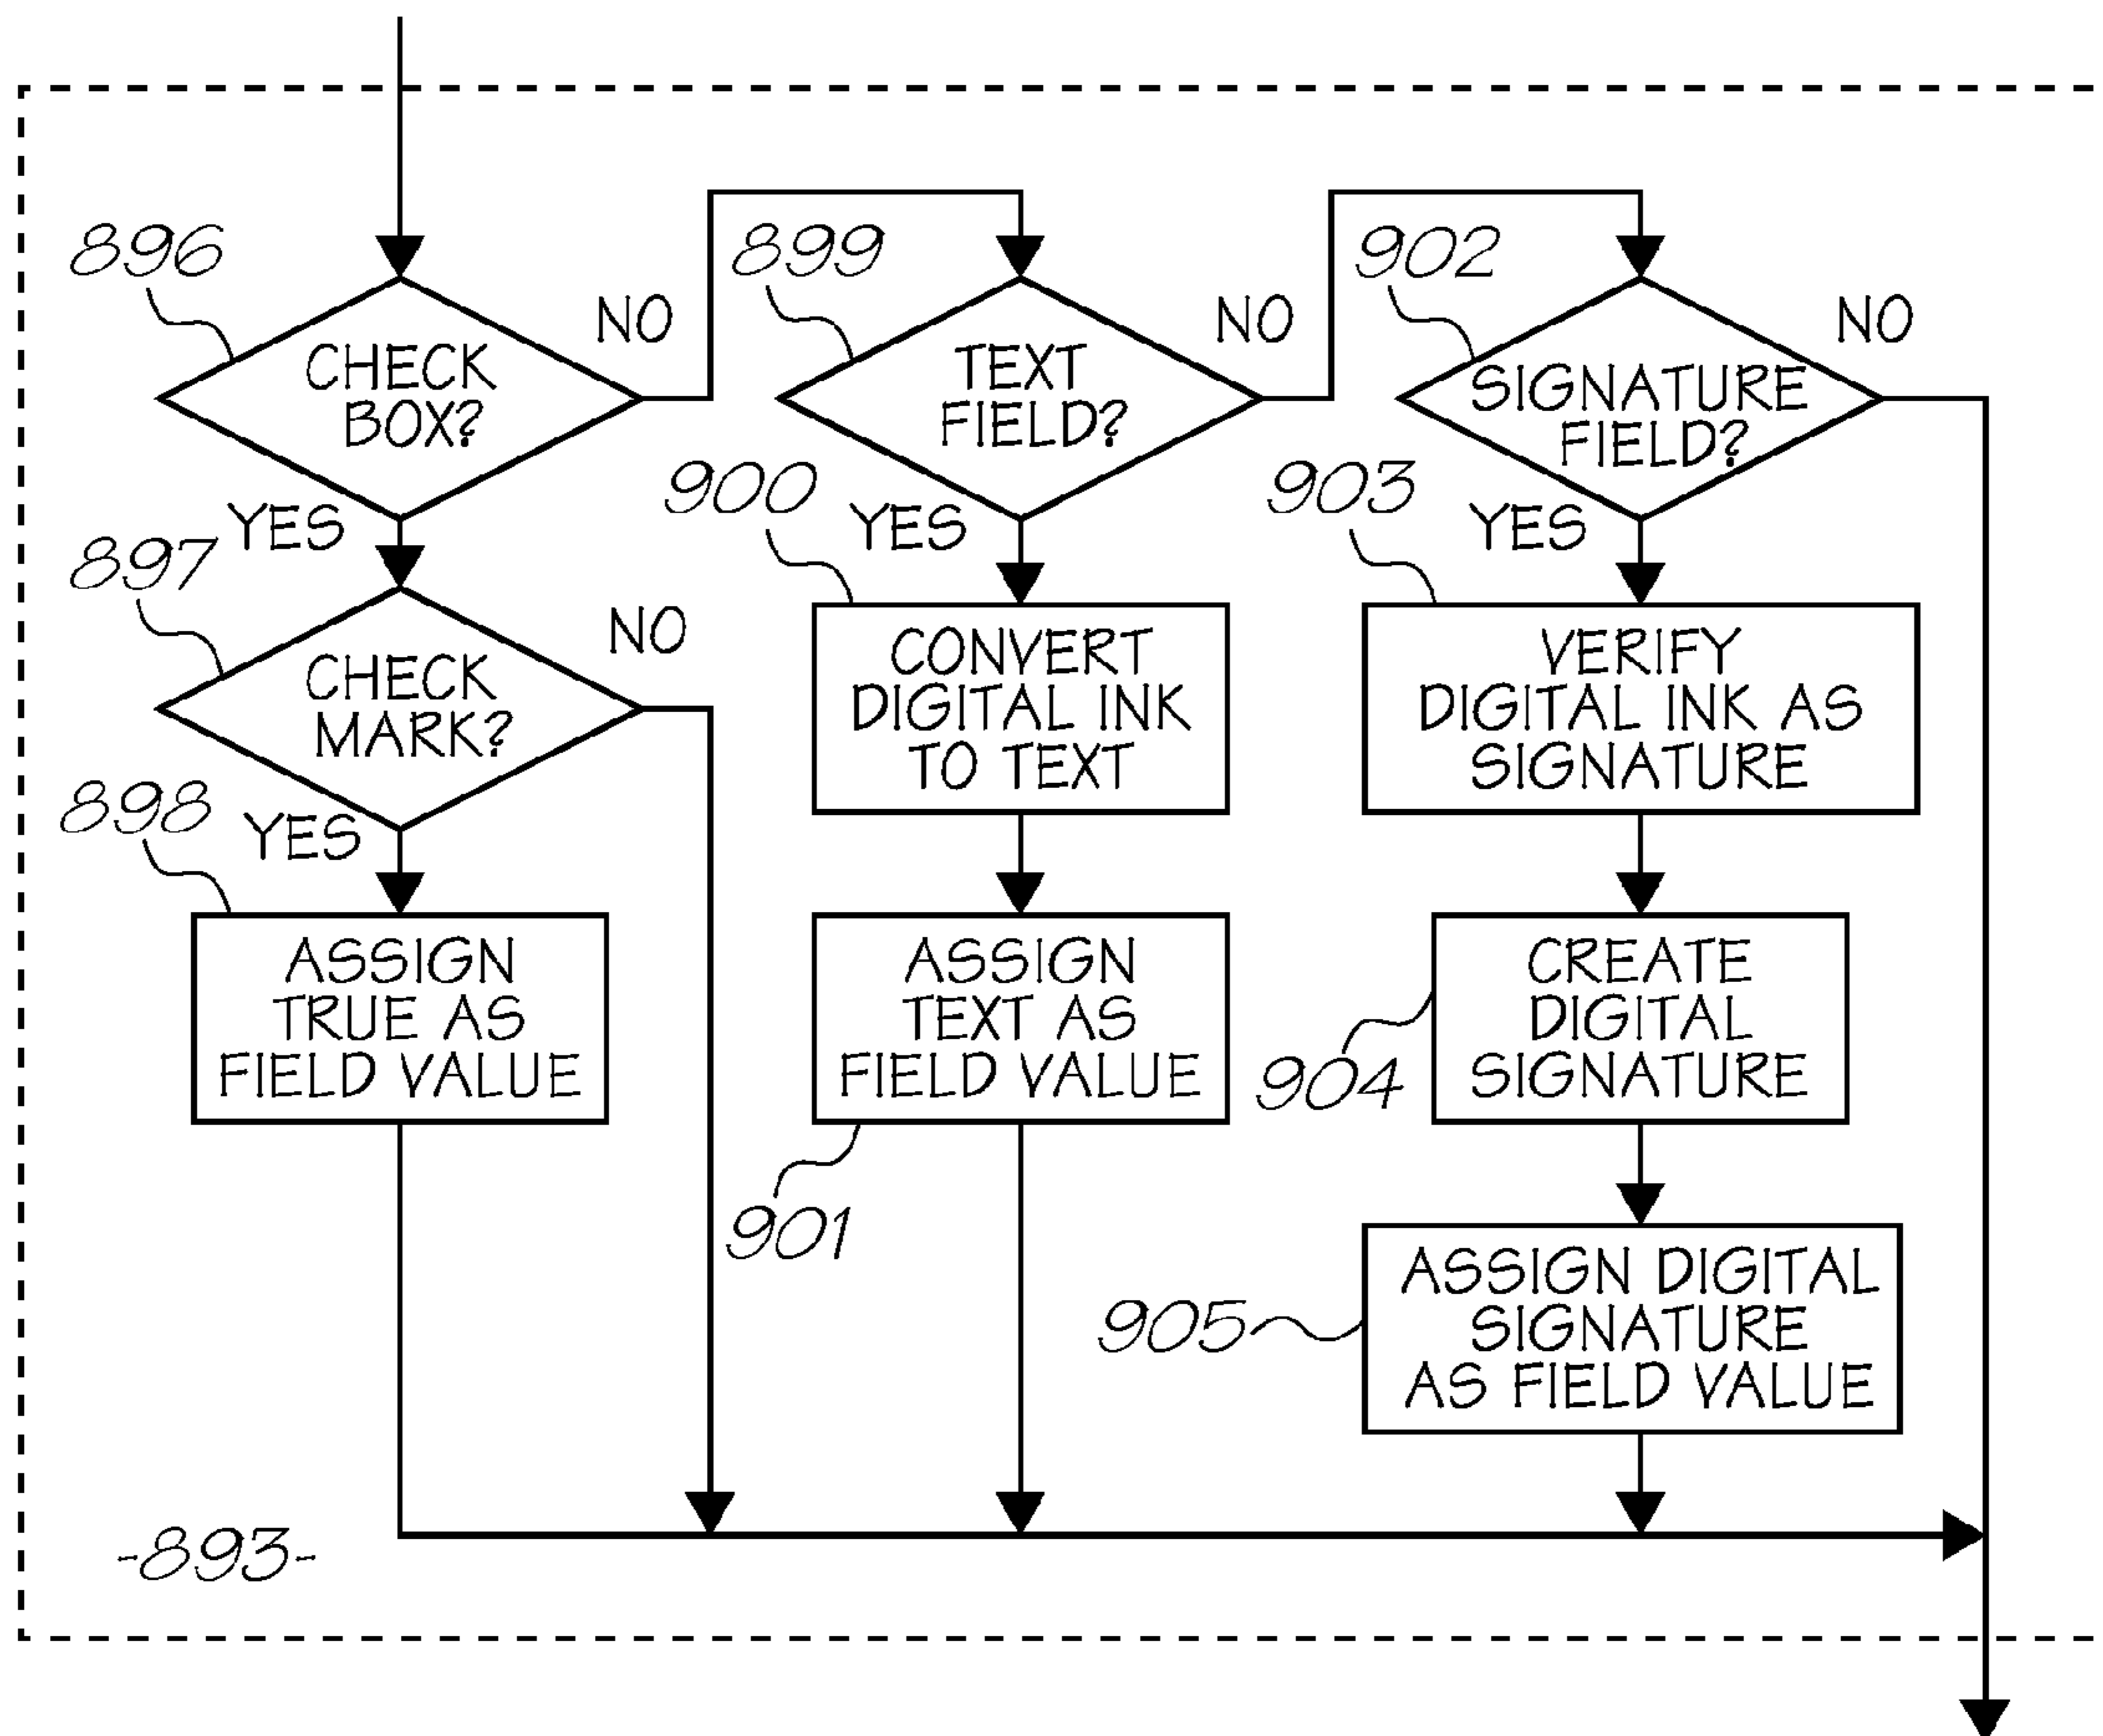 896
CHECK
BOX?
NO
YES
899
TEXT
FIELD?
NO
YES
902
SIGNATURE
FIELD?
NO
YES
897
CHECK
MARK?
NO
YES
900
CONVERT
DIGITAL INK
TO TEXT
903
VERIFY
DIGITAL INK AS
SIGNATURE
898
ASSIGN
TRUE AS
FIELD VALUE
ASSIGN
TEXT AS
FIELD VALUE
901
CREATE
DIGITAL
SIGNATURE
904
ASSIGN DIGITAL
SIGNATURE
AS FIELD VALUE
905
-893-